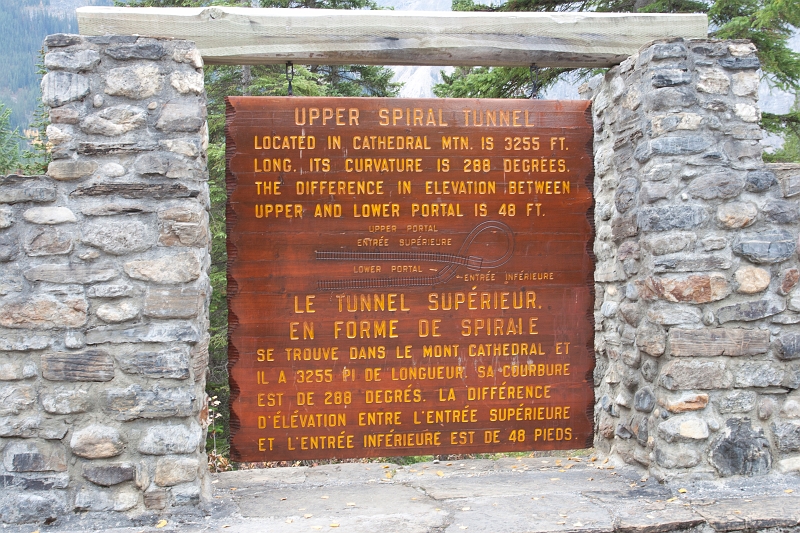 UPPER SPIRAL TUNNEL
LOCATED IN CATHEDRAL MTN. IS 3255 FT.
LONG. ITS CURVATURE IS 288 DEGREES.
THE DIFFERENCE IN ELEVATION BETWEEN
UPPER AND LOWER PORTAL IS 48 FT.
UPPER PORTAL
ENTRÉE SUPÉRIEURE
LOWER PORTAL
ENTRÉE INFÉRIEURE
LE TUNNEL SUPÉRIEUR.
EN FORME DE SPIRALE
SE TROUVE DANS LE MONT CATHEDRAL ET
IL A 3255 PI DE LONGUEUR. SA COURBURE
EST DE 288 DEGRÉS. LA DIFFÉRENCE
D'ÉLÉVATION ENTRE L'ENTRÉE SUPÉRIEURE
ET L'ENTRÉE INFÉRIEURE EST DE 48 PIEDS.